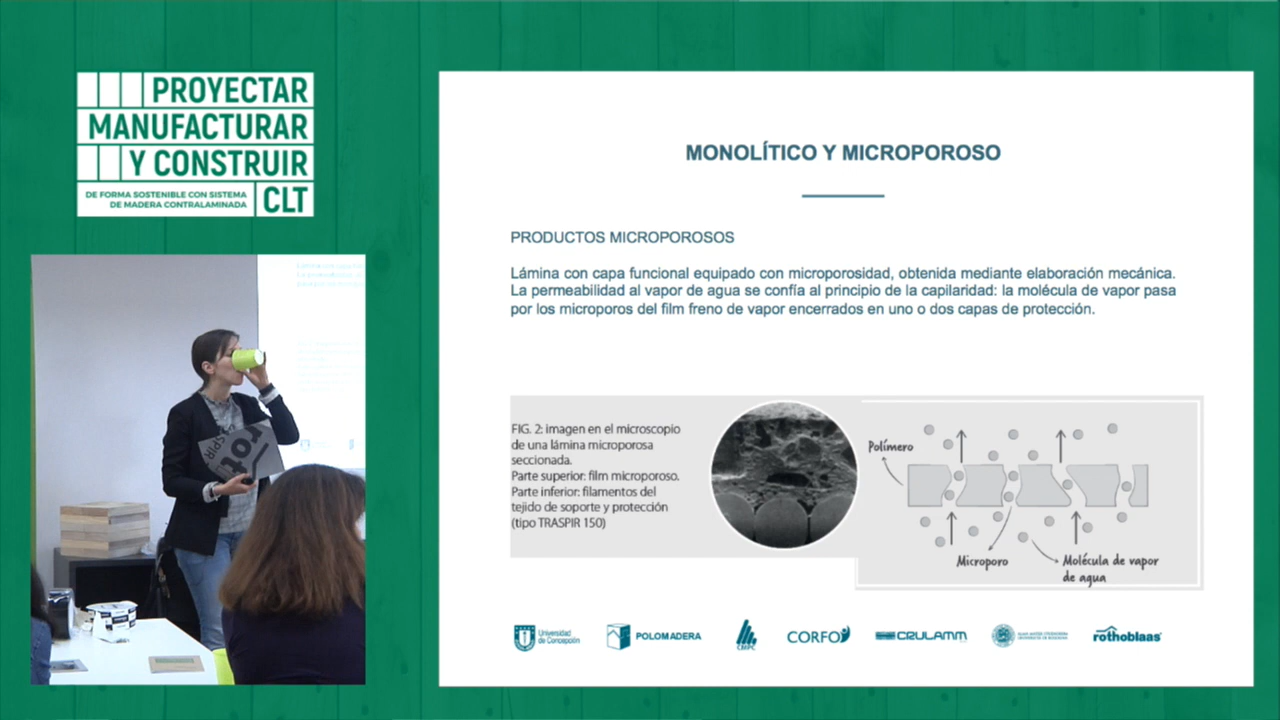 PROYECTAR
MANUFACTURAR
Y CONSTRUIR
DE FORMA SOSTENIBLE CON SISTEMA
DE MADERA CONTRALAMINADA
CLT
MONOLÍTICO Y MICROPOROSO
PRODUCTOS MICROPOROSOS
Lámina con capa funcional equipado con microporosidad, obtenida mediante elaboración mecánica.
La permeabilidad al vapor de agua se confía al principio de la capilaridad: la molécula de vapor pasa
por los microporos del film freno de vapor encerrados en uno o dos capas de protección.
FIG. 2: imagen en el microscopio
de una lámina microporosa
seccionada.
Parte superior: film microporoso.
Parte inferior: filamentos del
tejido de soporte y protección
(tipo TRASPIR 150)
Polímero
Microporo
Molécula de vapor
de agua
Universidad
de Concepción
POLOMADERA
CMPC
CORFO
CRULAMM
rothoblaas